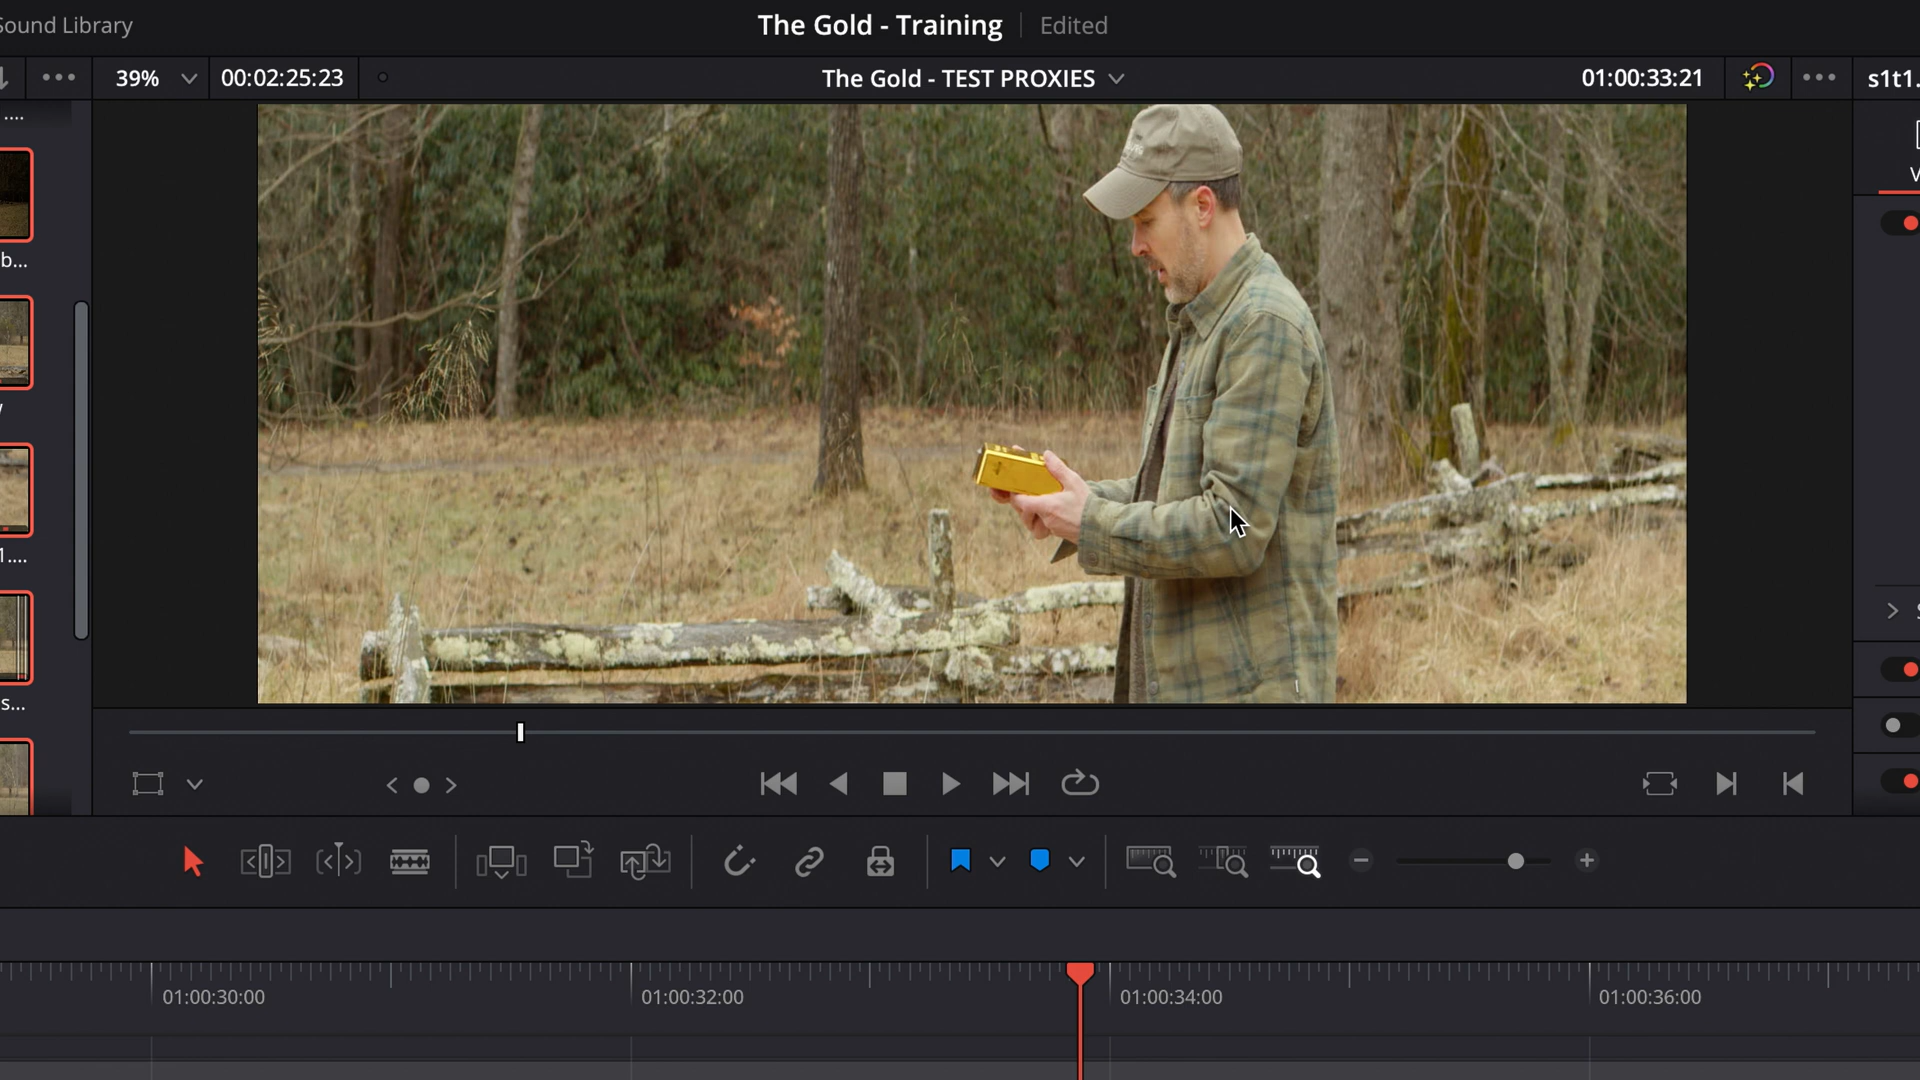 Sound Library
The Gold - Training
Edited
39%
00:02:25:23
The Gold - TEST PROXIES
01:00:33:21
s1t1.
....
b...
1....
s...
01:00:30:00
01:00:32:00
01:00:34:00
01:00:36:00